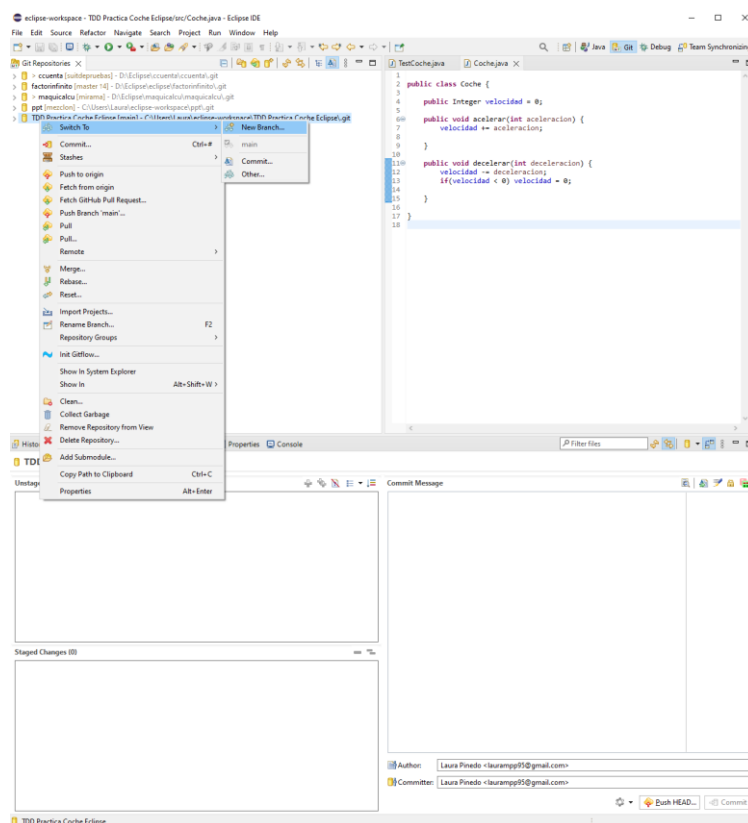 eclipse-workspace - TDD Practica Coche Eclipse/src/Coche.java - Eclipse IDE
File Edit Source Refactor Navigate Search Project Run Window Help
Java Git Debug Team Synchronizin
Git Repositories
> ccuenta [suitdepruebas] - D:\Eclipse\ccuenta\ccuenta\.git
factorinfinito [master ↑4] - D:\Eclipse\eclipse\factorinfinito\.git
> maquicalcu [mirama] - D:\Eclipse\maquicalcu\maquicalcu\.git
ppt [mezclon] - C:\Users\Laura\eclipse-workspace\ppt\.git
TDD Practica Coche Eclipse [main] - C:\Users\Laura\eclipse-workspace\TDD Practica Coche Eclipse\.git
Switch To
Commit... Ctrl+#
Stashes
Push to origin
Fetch from origin
Fetch GitHub Pull Request...
Push Branch 'main'...
Pull
Pull...
Remote
Merge...
Rebase...
Reset...
Import Projects...
Rename Branch... F2
Repository Groups
Init Gitflow...
Show In System Explorer
Show In Alt+Shift+W
Clean...
Collect Garbage
Remove Repository from View
Delete Repository...
Add Submodule...
Copy Path to Clipboard Ctrl+C
Properties Alt+Enter
New Branch...
main
Commit...
Other...
TestCoche.java Coche.java
1
2 public class Coche {
3
4 public Integer velocidad = 0;
5
6 public void acelerar(int aceleracion) {
7 velocidad += aceleracion;
8
9 }
10
11 public void decelerar(int deceleracion) {
12 velocidad -= deceleracion;
13 if(velocidad < 0) velocidad = 0;
14
15 }
16
17 }
18
Histo Properties Console
Filter files
TDD
Unstag
Commit Message
Staged Changes (0)
Author: Laura Pinedo <laurampp95@gmail.com>
Committer: Laura Pinedo <laurampp95@gmail.com>
Push HEAD... Commit
TDD Practica Coche Eclipse